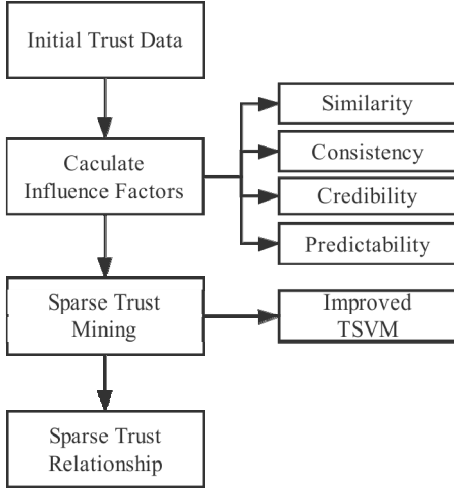 Initial Trust Data
Caculate
Influence Factors
Similarity
Consistency
Credibility
Predictability
Sparse Trust
Mining
Improved
TSVM
Sparse Trust
Relationship